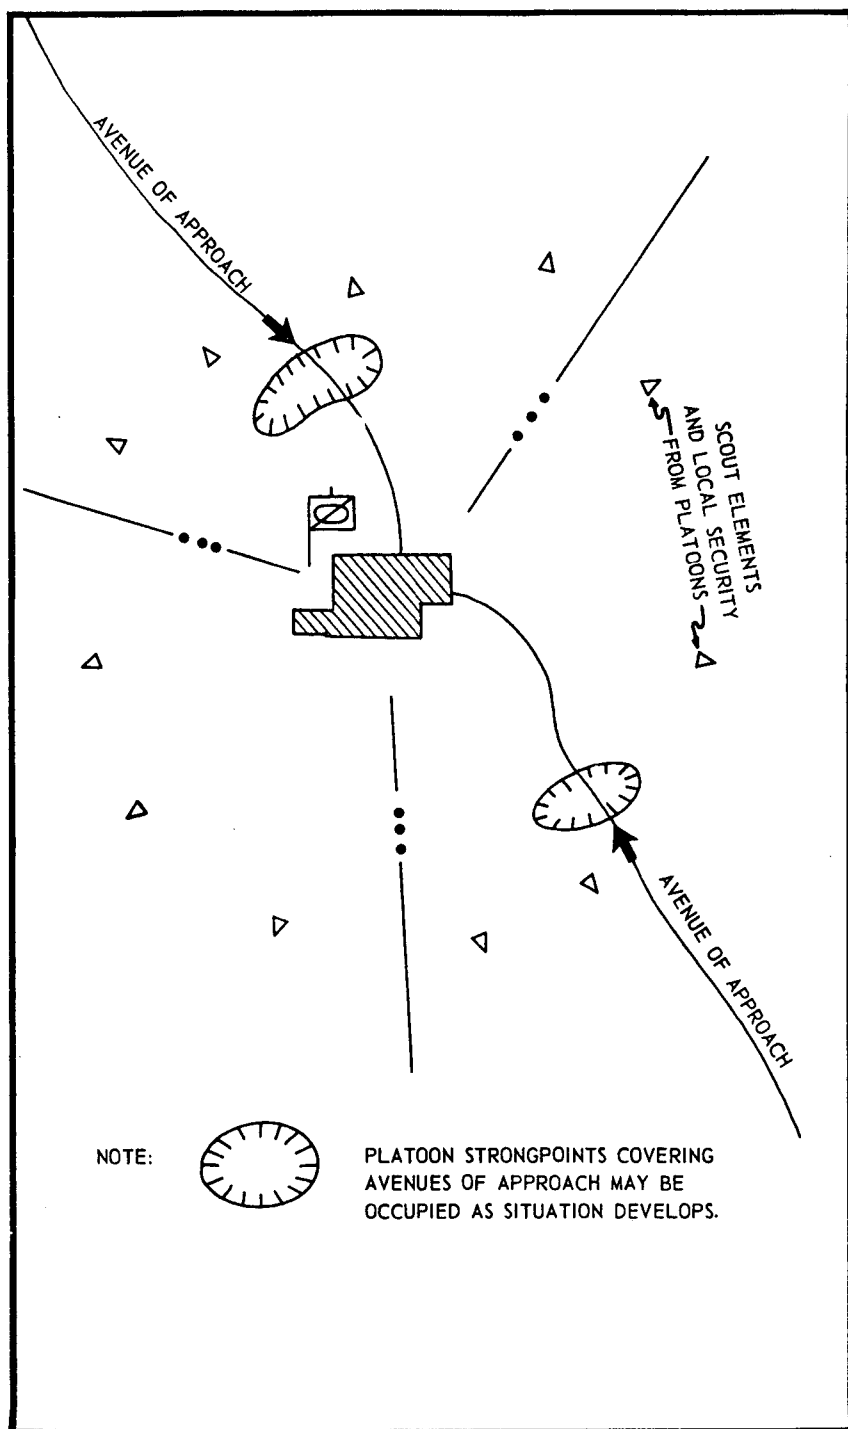 AVENUE OF APPROACH
SCOUT ELEMENTS
AND LOCAL SECURITY
FROM PLATOONS
AVENUE OF APPROACH
NOTE:
PLATOON STRONGPOINTS COVERING
AVENUES OF APPROACH MAY BE
OCCUPIED AS SITUATION DEVELOPS.